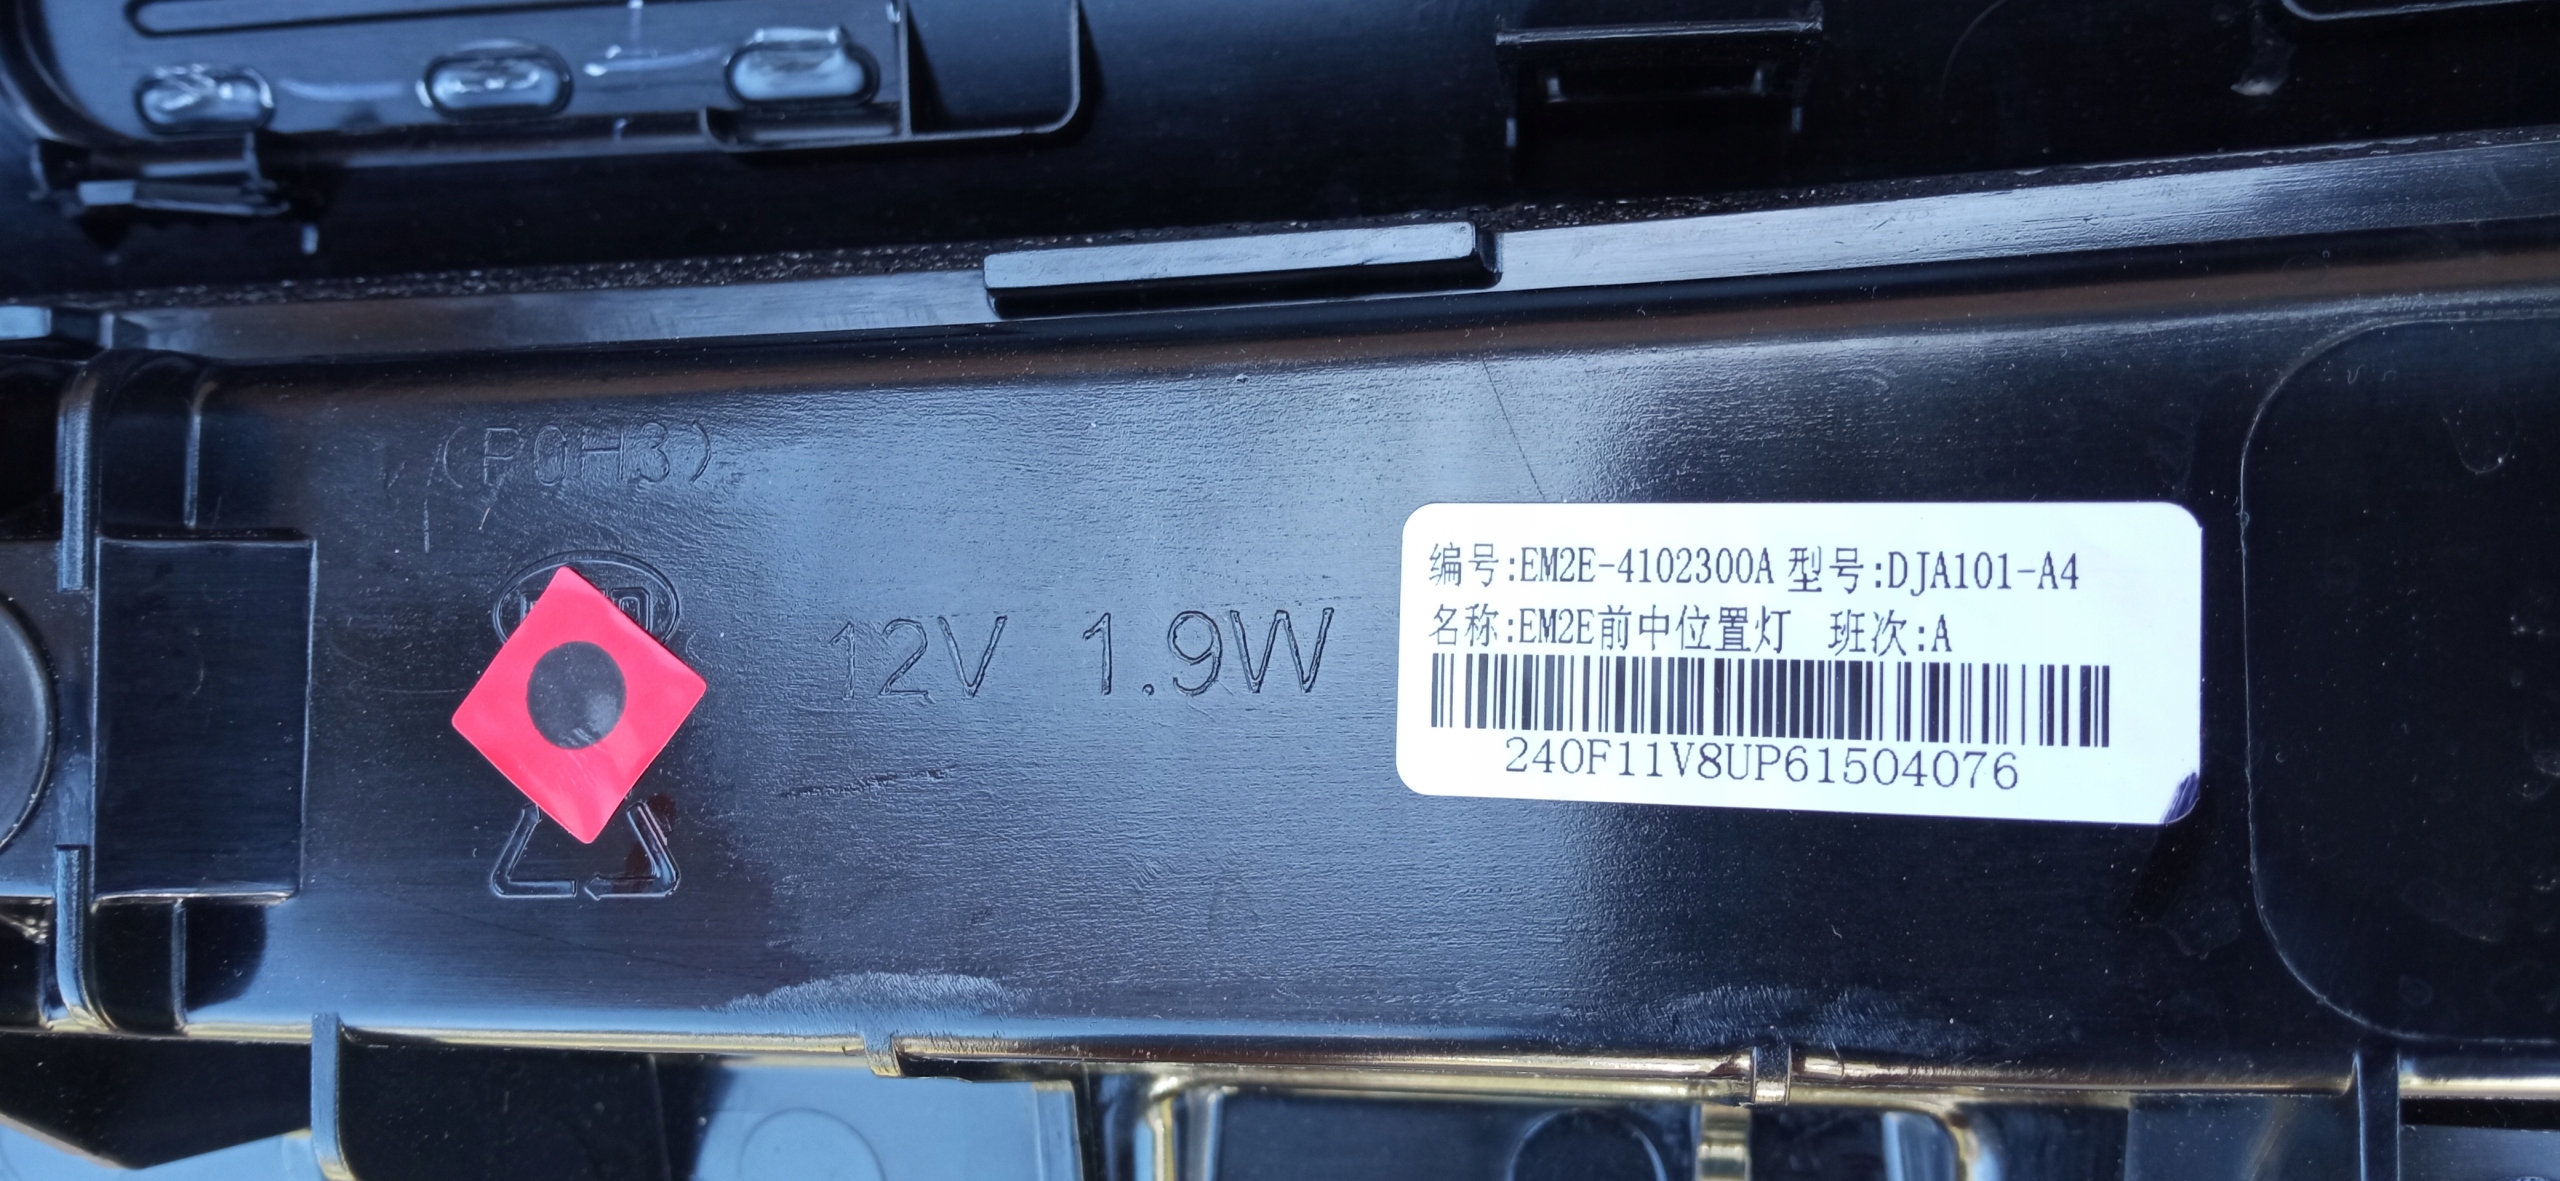 (P0H3)
12V 1.9W
编号:EM2E-4102300A 型号:DJA101-A4
名称:EM2E前中位置灯 班次:A
240F11V8UP61504076